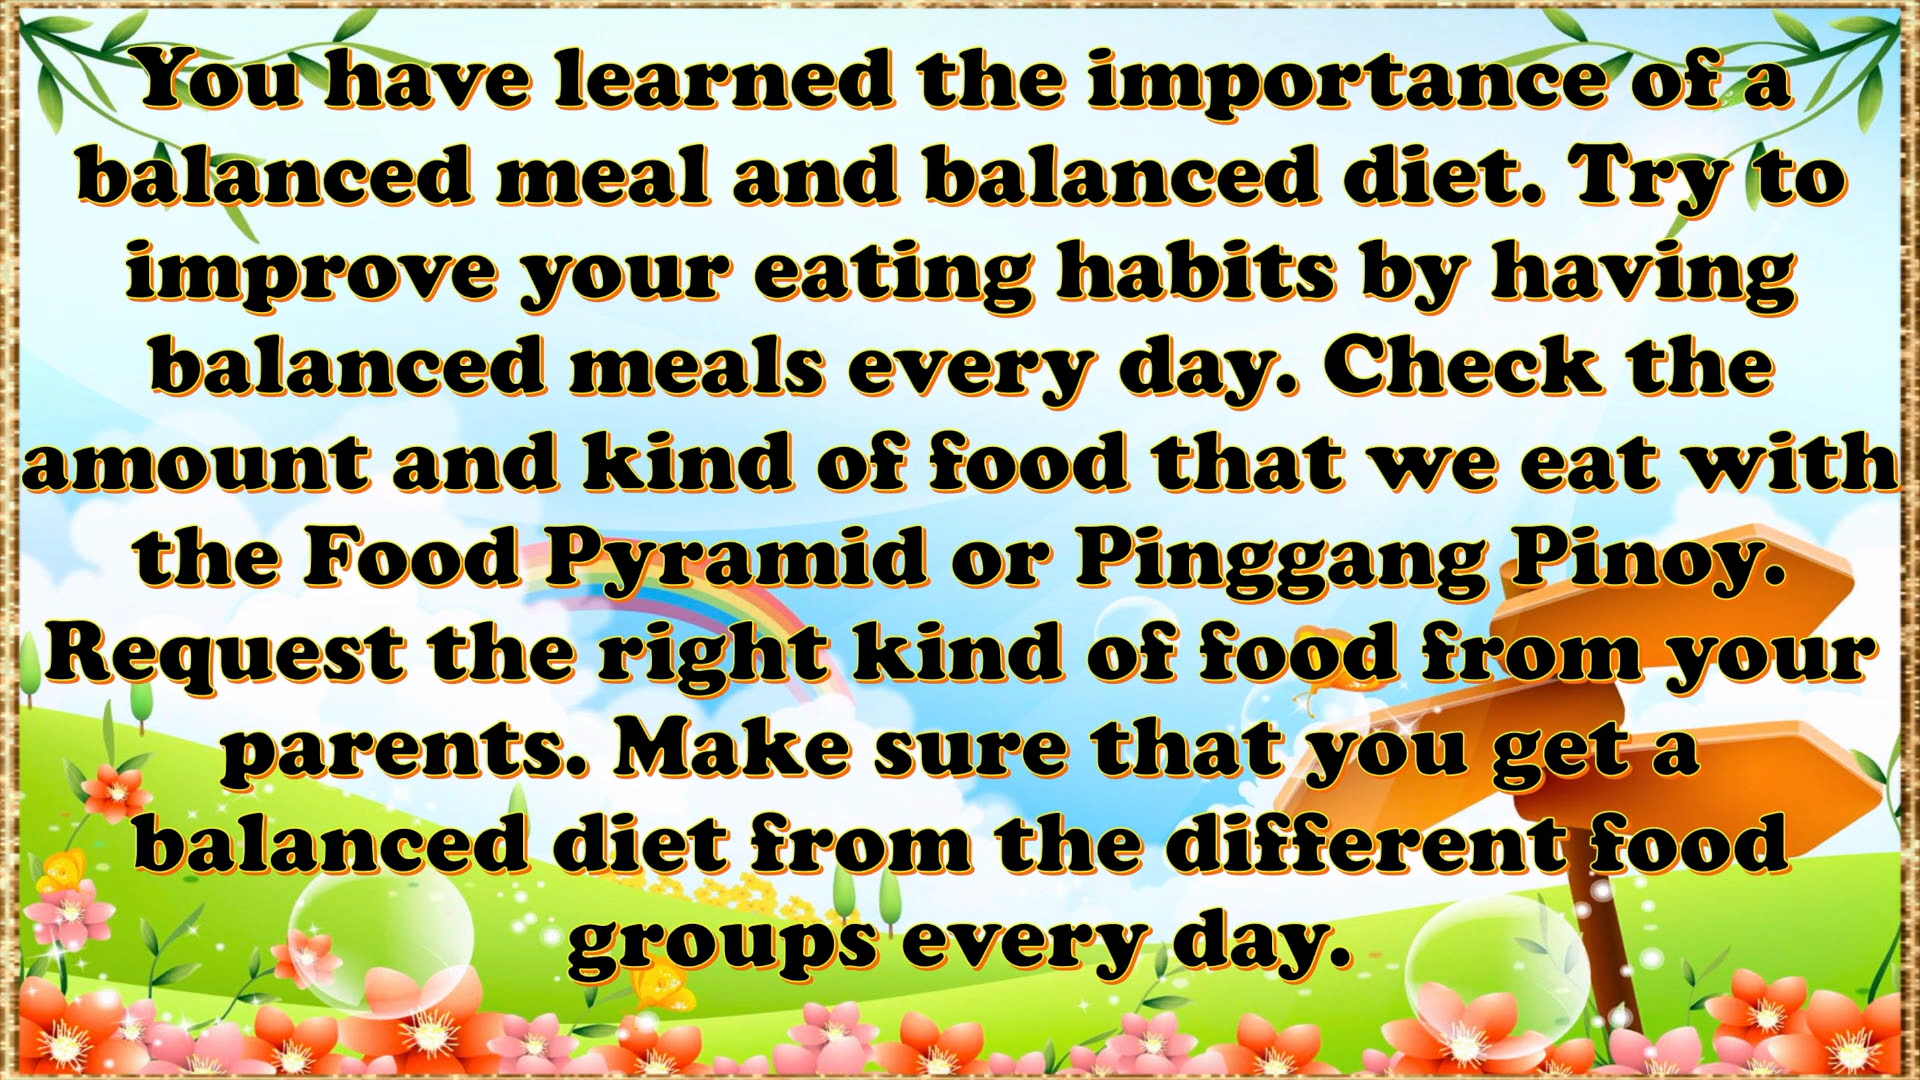 You have learned the importance of a
balanced meal and balanced diet. Try to
improve your eating habits by having
balanced meals every day. Check the
amount and kind of food that we eat with
the Food Pyramid or Pinggang Pinoy.
Request the right kind of food from your
parents. Make sure that you get a
balanced diet from the different food
groups every day.